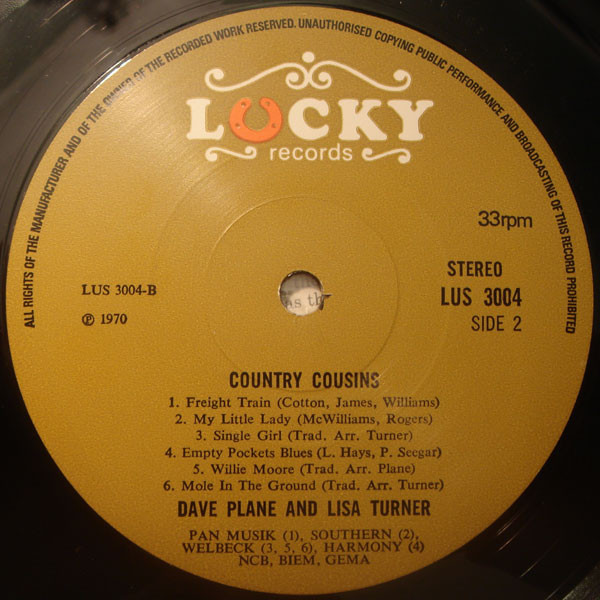 ALL RIGHTS OF THE MANUFACTURER AND OF THE OWNER OF THE RECORDED WORK RESERVED. UNAUTHORISED COPYING PUBLIC PERFORMANCE AND BROADCASTING OF THIS RECORD PROHIBITED
LUCKY
records
33rpm
STEREO
LUS 3004
SIDE 2
LUS 3004-B
℗ 1970
COUNTRY COUSINS
1. Freight Train (Cotton, James, Williams)
2. My Little Lady (McWilliams, Rogers)
3. Single Girl (Trad. Arr. Turner)
4. Empty Pockets Blues (L. Hays, P. Seegar)
5. Willie Moore (Trad. Arr. Plane)
6. Mole In The Ground (Trad. Arr. Turner)
DAVE PLANE AND LISA TURNER
PAN MUSIK (1), SOUTHERN (2),
WELBECK (3, 5, 6), HARMONY (4)
NCB, BIEM, GEMA